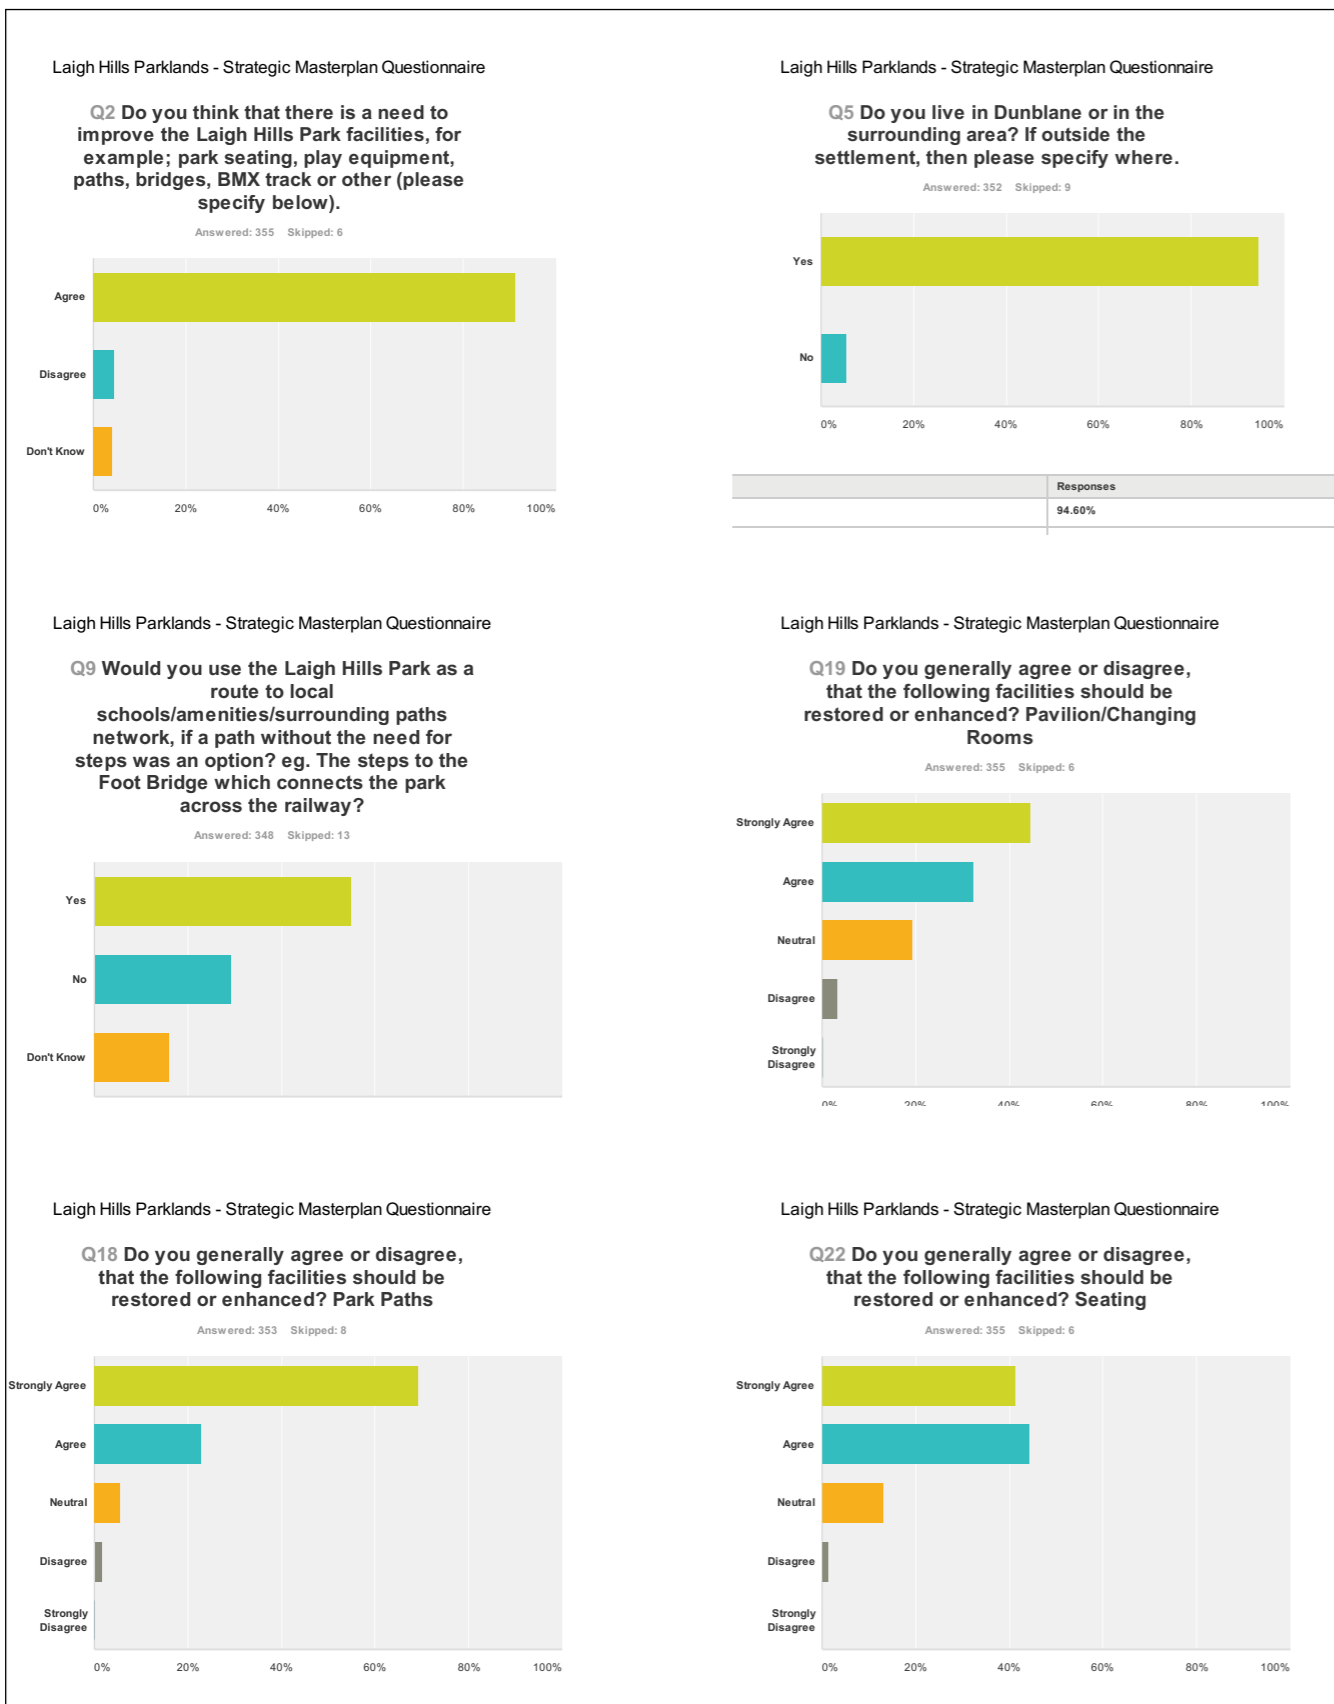 Laigh Hills Parklands - Strategic Masterplan Questionnaire
Q2 Do you think that there is a need to
improve the Laigh Hills Park facilities, for
example; park seating, play equipment,
paths, bridges, BMX track or other (please
specify below).
Answered: 355 Skipped: 6
Agree
Disagree
Don't Know
0% 20% 40% 60% 80% 100%
Laigh Hills Parklands - Strategic Masterplan Questionnaire
Q5 Do you live in Dunblane or in the
surrounding area? If outside the
settlement, then please specify where.
Answered: 352 Skipped: 9
Yes
No
0% 20% 40% 60% 80% 100%
Responses
94.60%
Laigh Hills Parklands - Strategic Masterplan Questionnaire
Q9 Would you use the Laigh Hills Park as a
route to local
schools/amenities/surrounding paths
network, if a path without the need for
steps was an option? eg. The steps to the
Foot Bridge which connects the park
across the railway?
Answered: 348 Skipped: 13
Yes
No
Don't Know
Laigh Hills Parklands - Strategic Masterplan Questionnaire
Q19 Do you generally agree or disagree,
that the following facilities should be
restored or enhanced? Pavilion/Changing
Rooms
Answered: 355 Skipped: 6
Strongly Agree
Agree
Neutral
Disagree
Strongly
Disagree
0% 20% 40% 60% 80% 100%
Laigh Hills Parklands - Strategic Masterplan Questionnaire
Q18 Do you generally agree or disagree,
that the following facilities should be
restored or enhanced? Park Paths
Answered: 353 Skipped: 8
Strongly Agree
Agree
Neutral
Disagree
Strongly
Disagree
0% 20% 40% 60% 80% 100%
Laigh Hills Parklands - Strategic Masterplan Questionnaire
Q22 Do you generally agree or disagree,
that the following facilities should be
restored or enhanced? Seating
Answered: 355 Skipped: 6
Strongly Agree
Agree
Neutral
Disagree
Strongly
Disagree
0% 20% 40% 60% 80% 100%